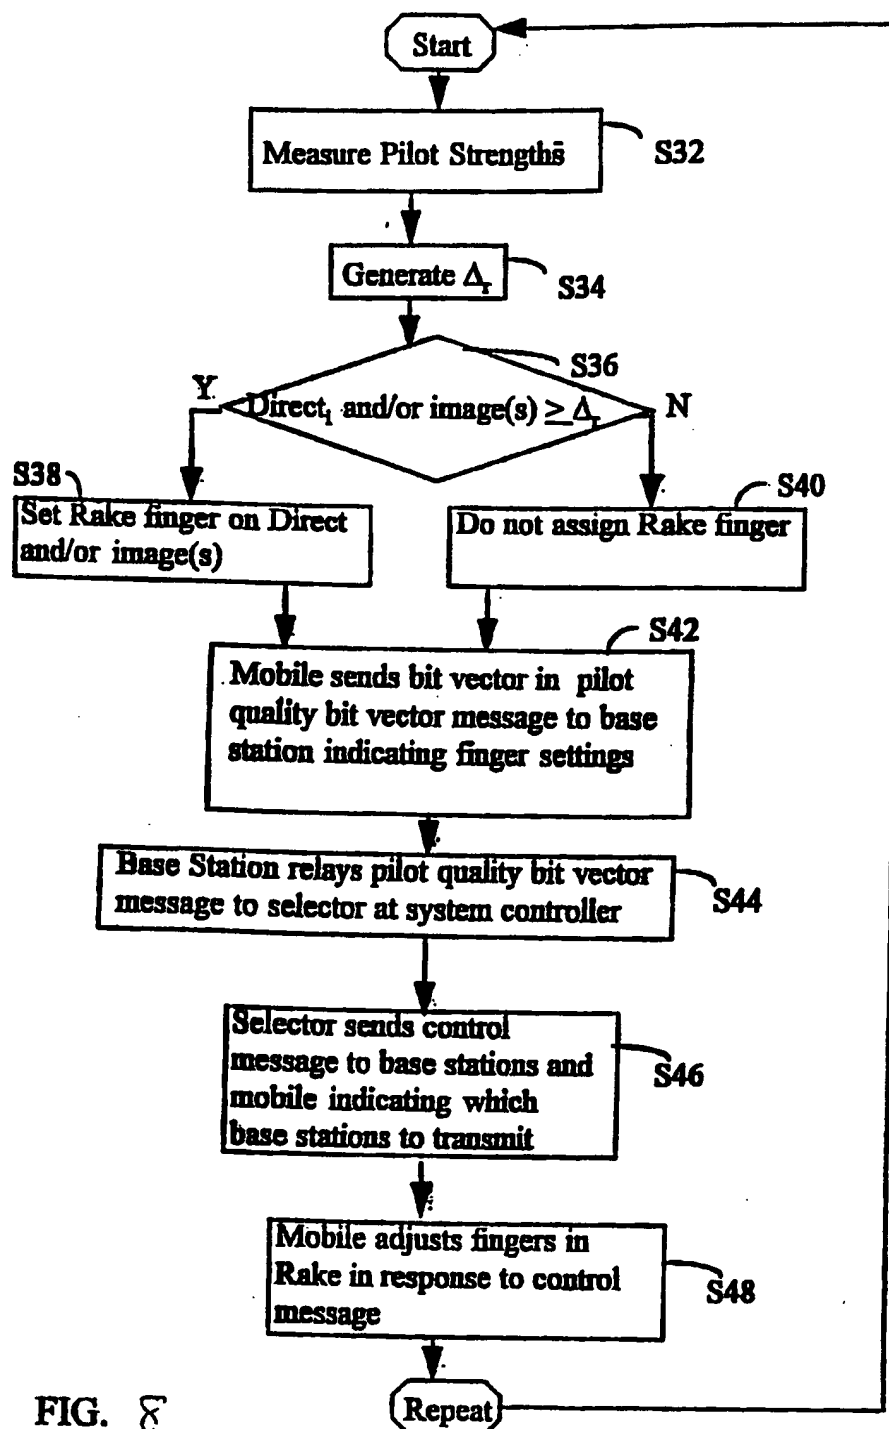 Start
Measure Pilot Strengths
S32
Generate Δr
S34
S36
Y
Directi and/or image(s) ≥ Δr
N
S38
S40
Set Rake finger on Direct
and/or image(s)
Do not assign Rake finger
S42
Mobile sends bit vector in pilot
quality bit vector message to base
station indicating finger settings
Base Station relays pilot quality bit vector
message to selector at system controller
S44
Selector sends control
message to base stations and
mobile indicating which
base stations to transmit
S46
Mobile adjusts fingers in
Rake in response to control
message
S48
Repeat
FIG. 8